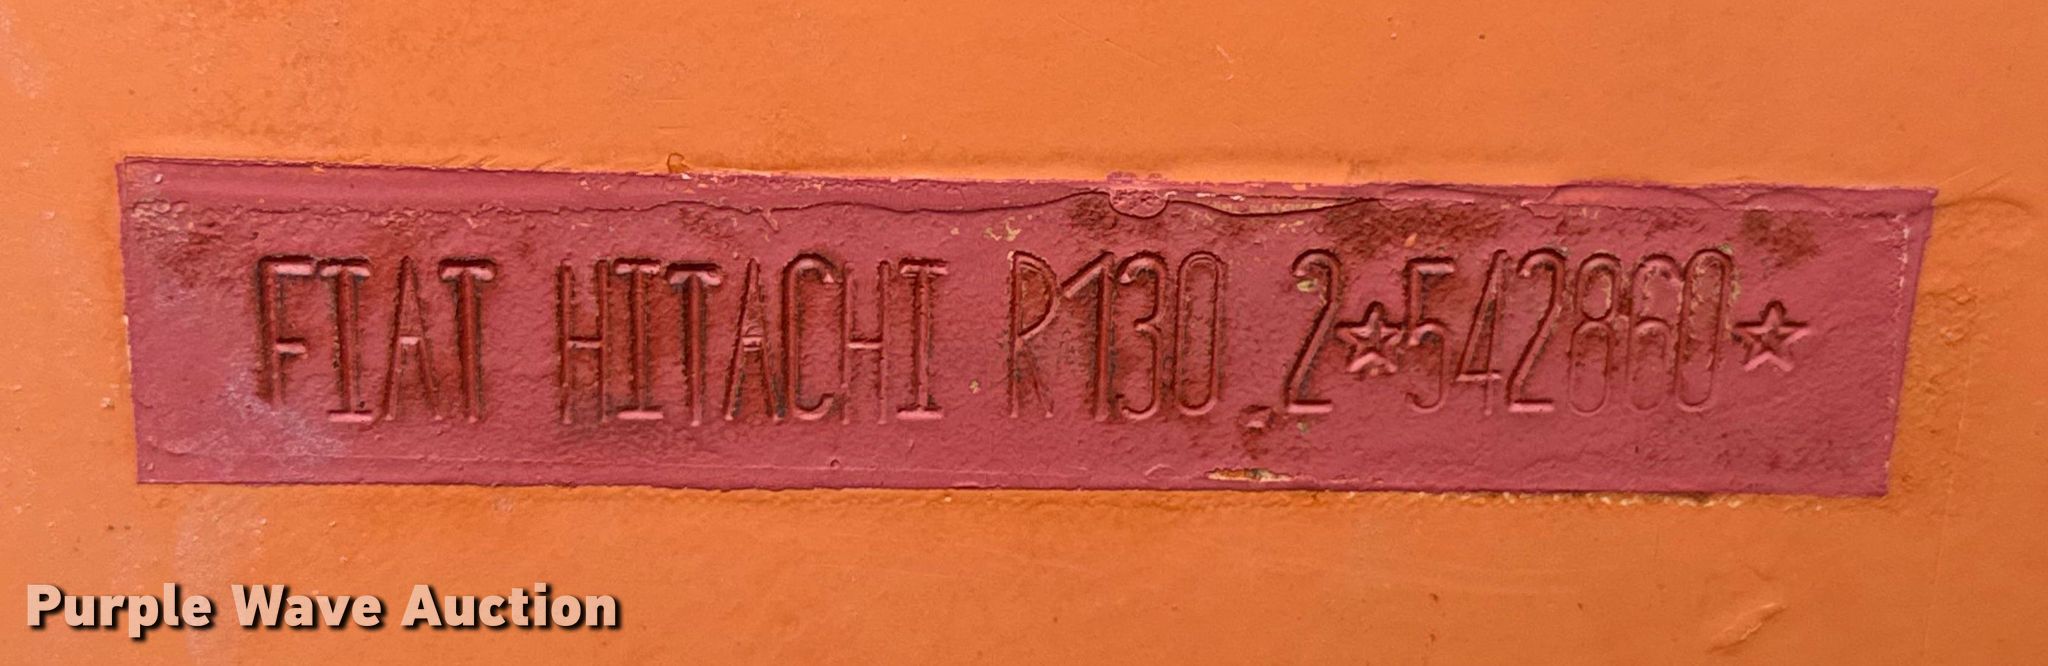 FIAT HITACHI R130.2★542860★
Purple Wave Auction